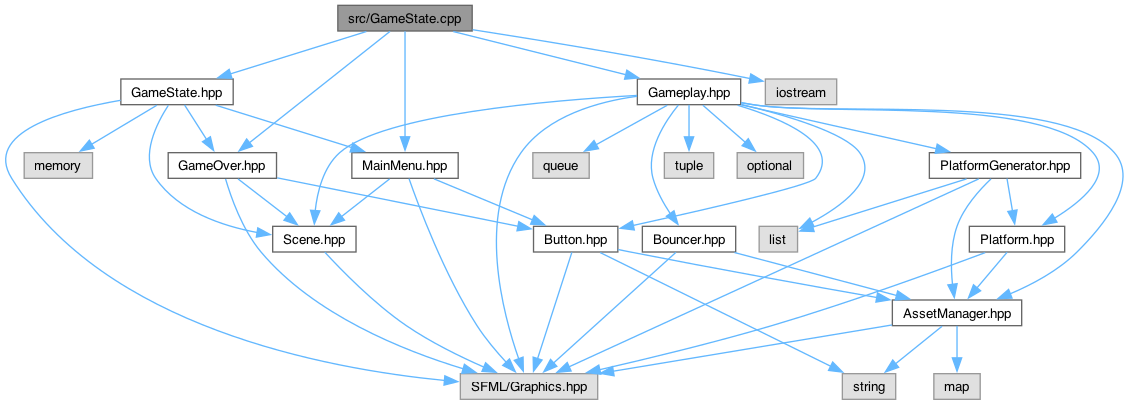 src/GameState.cpp
GameState.hpp
Gameplay.hpp
iostream
memory
GameOver.hpp
MainMenu.hpp
queue
tuple
optional
PlatformGenerator.hpp
Scene.hpp
Button.hpp
Bouncer.hpp
list
Platform.hpp
AssetManager.hpp
SFML/Graphics.hpp
string
map